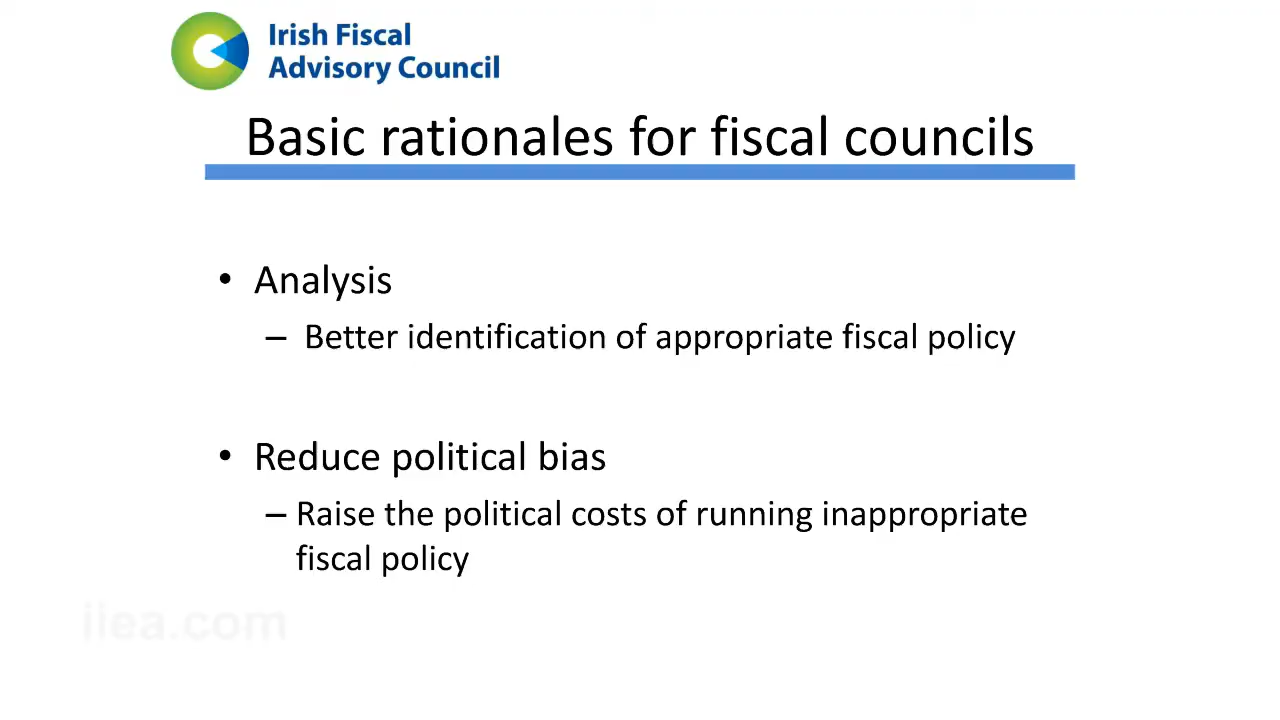 Irish Fiscal
Advisory Council
Basic rationales for fiscal councils
• Analysis
– Better identification of appropriate fiscal policy
• Reduce political bias
– Raise the political costs of running inappropriate
fiscal policy
iiea.com